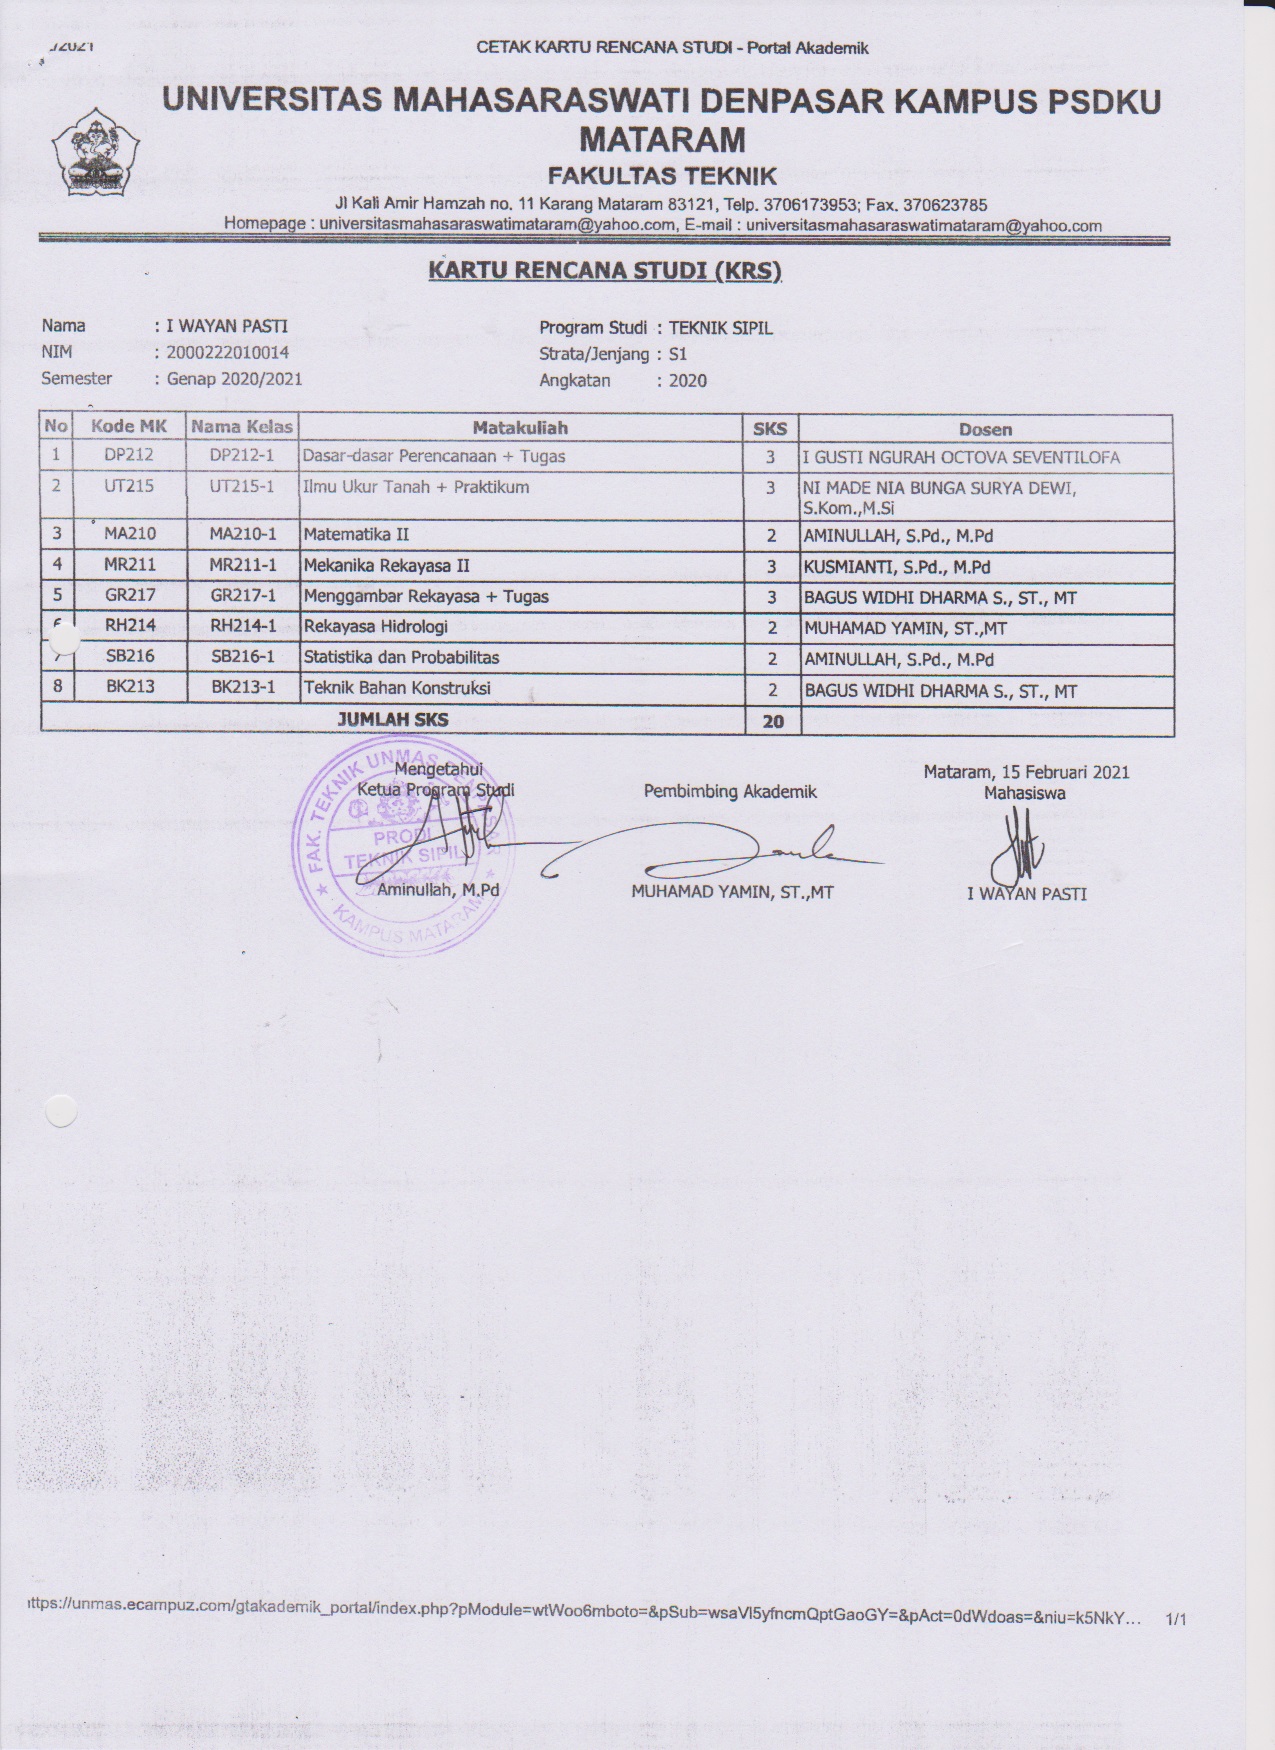 /2021
CETAK KARTU RENCANA STUDI - Portal Akademik
UNIVERSITAS MAHASARASWATI DENPASAR KAMPUS PSDKU
MATARAM
FAKULTAS TEKNIK
Jl Kali Amir Hamzah no. 11 Karang Mataram 83121, Telp. 3706173953; Fax. 370623785
Homepage : universitasmahasaraswatimataram@yahoo.com, E-mail : universitasmahasaraswatimataram@yahoo.com
KARTU RENCANA STUDI (KRS)
Nama : I WAYAN PASTI Program Studi : TEKNIK SIPIL
NIM : 2000222010014 Strata/Jenjang : S1
Semester : Genap 2020/2021 Angkatan : 2020
No Kode MK Nama Kelas Matakuliah SKS Dosen
1 DP212 DP212-1 Dasar-dasar Perencanaan + Tugas 3 I GUSTI NGURAH OCTOVA SEVENTILOFA
2 UT215 UT215-1 Ilmu Ukur Tanah + Praktikum 3 NI MADE NIA BUNGA SURYA DEWI,
S.Kom.,M.Si
3 MA210 MA210-1 Matematika II 2 AMINULLAH, S.Pd., M.Pd
4 MR211 MR211-1 Mekanika Rekayasa II 3 KUSMIANTI, S.Pd., M.Pd
5 GR217 GR217-1 Menggambar Rekayasa + Tugas 3 BAGUS WIDHI DHARMA S., ST., MT
RH214 RH214-1 Rekayasa Hidrologi 2 MUHAMAD YAMIN, ST.,MT
SB216 SB216-1 Statistika dan Probabilitas 2 AMINULLAH, S.Pd., M.Pd
8 BK213 BK213-1 Teknik Bahan Konstruksi 2 BAGUS WIDHI DHARMA S., ST., MT
JUMLAH SKS 20
Mengetahui
Ketua Program Studi
Pembimbing Akademik
Mataram, 15 Februari 2021
Mahasiswa
FAK. TEKNIK UNMAS DENPASAR
PRODI
TEKNIK SIPIL
KAMPUS MATARAM
Aminullah, M.Pd
MUHAMAD YAMIN, ST.,MT
I WAYAN PASTI
ttps://unmas.ecampuz.com/gtakademik_portal/index.php?pModule=wtWoo6mboto=&pSub=wsaVl5yfncmQptGaoGY=&pAct=0dWdoas=&niu=k5NkY... 1/1